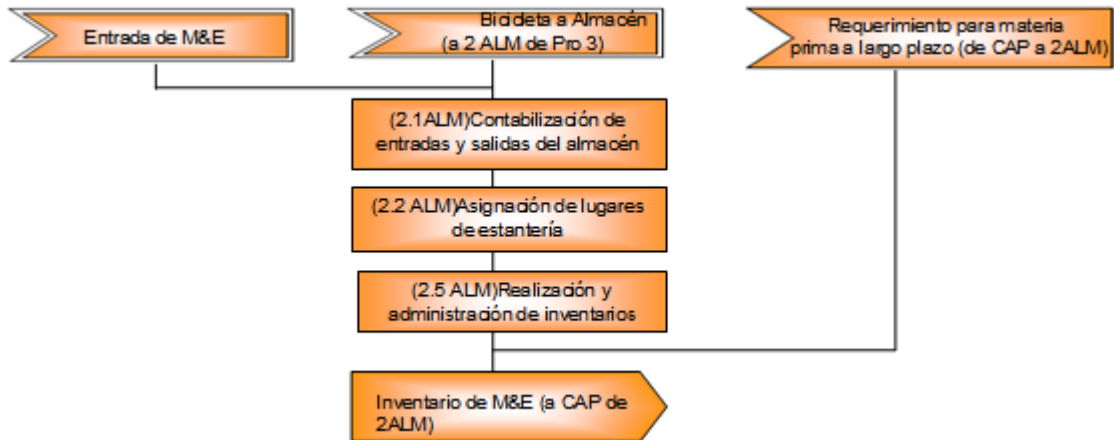 Entrada de M&E
Bicicleta a Almacén
(a 2 ALM de Pro 3)
Requerimiento para materia
prima a largo plazo (de CAP a 2ALM)
(2.1ALM)Contabilización de
entradas y salidas del almacén
(2.2 ALM)Asignación de lugares
de estantería
(2.5 ALM)Realización y
administración de inventarios
Inventario de M&E (a CAP de
2ALM)